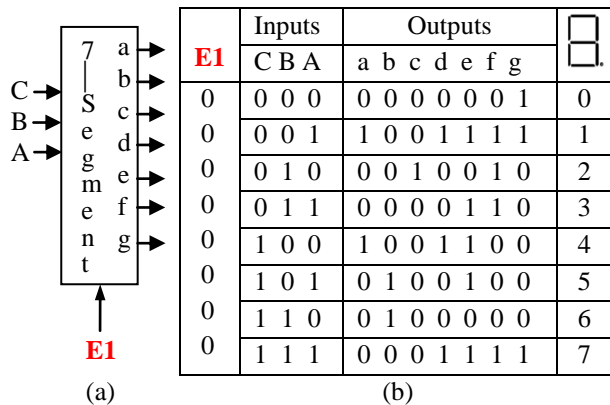 7–Segment
C
B
A
a
b
c
d
e
f
g
E1
(a)
E1 Inputs Outputs
C B A a b c d e f g
0 0 0 0 0 0 0 0 0 0 1 0
0 0 0 1 1 0 0 1 1 1 1 1
0 0 1 0 0 0 1 0 0 1 0 2
0 0 1 1 0 0 0 0 1 1 0 3
0 1 0 0 1 0 0 1 1 0 0 4
0 1 0 1 0 1 0 0 1 0 0 5
0 1 1 0 0 1 0 0 0 0 0 6
0 1 1 1 0 0 0 1 1 1 1 7
(b)